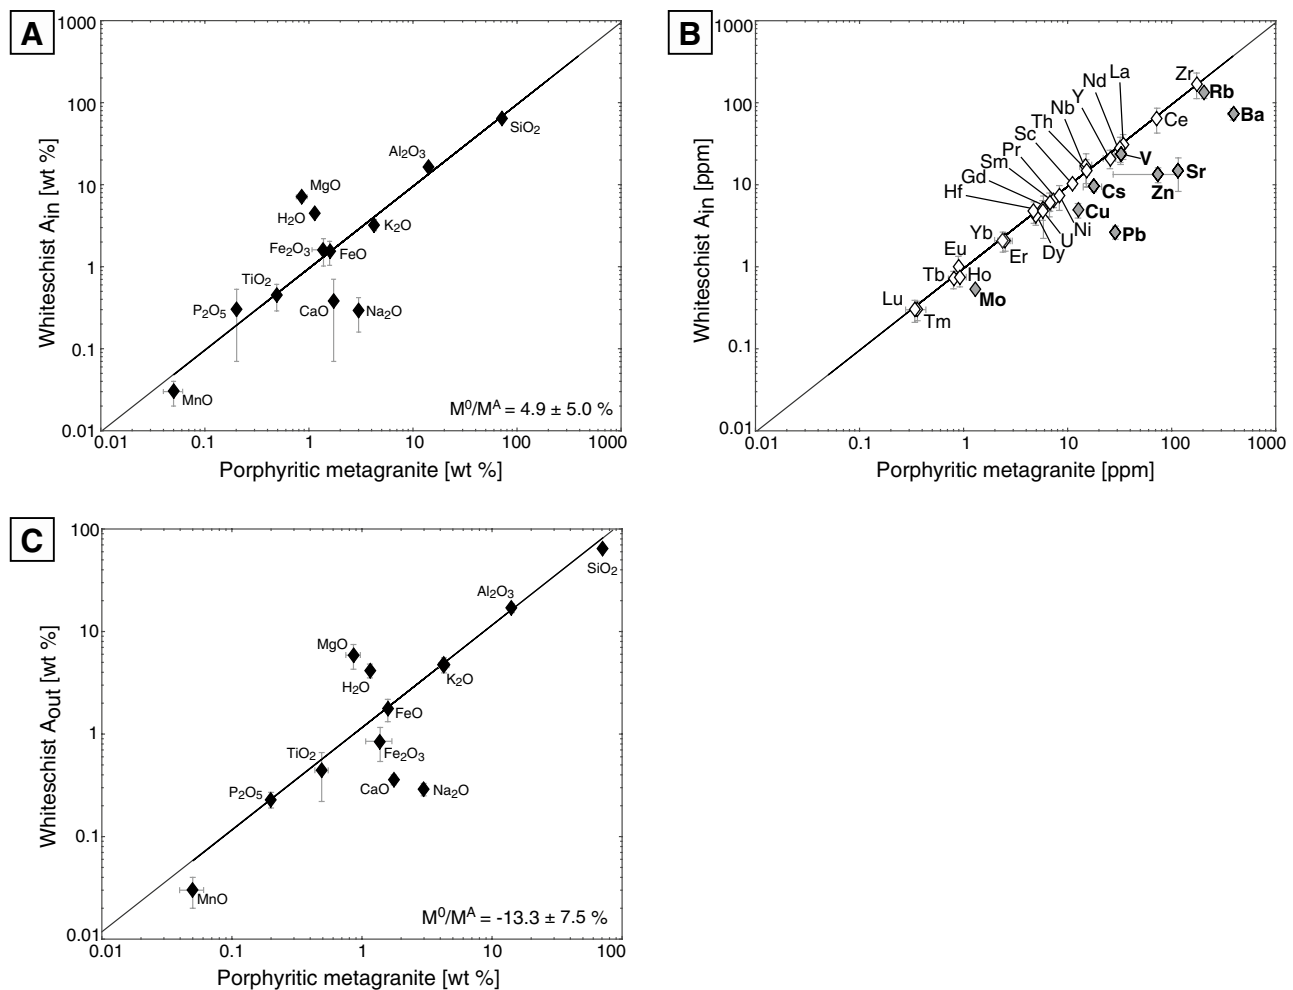 A
1000
100
10
1
0.1
0.01
Whiteschist Ain [wt %]
SiO2
Al2O3
MgO
H2O
K2O
Fe2O3
FeO
TiO2
P2O5
CaO
Na2O
MnO
M0/MA = 4.9 ± 5.0 %
0.01 0.1 1 10 100 1000
Porphyritic metagranite [wt %]
B
1000
100
10
1
0.1
0.01
Whiteschist Ain [ppm]
La
Nd
Y
Nb
Th
Sc
Pr
Sm
Gd
Hf
Zr
Rb
Ba
Ce
V
Sr
Zn
Cs
Cu
Ni
U
Dy
Pb
Yb
Er
Eu
Tb
Ho
Mo
Lu
Tm
0.01 0.1 1 10 100 1000
Porphyritic metagranite [ppm]
C
100
10
1
0.1
0.01
Whiteschist Aout [wt %]
SiO2
Al2O3
MgO
H2O
K2O
FeO
TiO2
Fe2O3
P2O5
CaO
Na2O
MnO
M0/MA = -13.3 ± 7.5 %
0.01 0.1 1 10 100
Porphyritic metagranite [wt %]